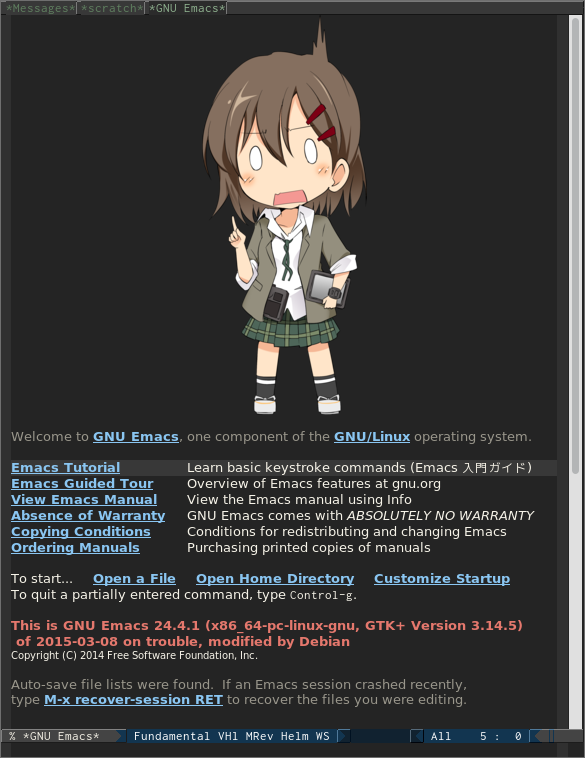 *Messages* *scratch* *GNU Emacs*
Welcome to GNU Emacs, one component of the GNU/Linux operating system.
Emacs Tutorial Learn basic keystroke commands (Emacs 入門ガイド)
Emacs Guided Tour Overview of Emacs features at gnu.org
View Emacs Manual View the Emacs manual using Info
Absence of Warranty GNU Emacs comes with ABSOLUTELY NO WARRANTY
Copying Conditions Conditions for redistributing and changing Emacs
Ordering Manuals Purchasing printed copies of manuals
To start... Open a File Open Home Directory Customize Startup
To quit a partially entered command, type Control-g.
This is GNU Emacs 24.4.1 (x86_64-pc-linux-gnu, GTK+ Version 3.14.5)
of 2015-03-08 on trouble, modified by Debian
Copyright (C) 2014 Free Software Foundation, Inc.
Auto-save file lists were found. If an Emacs session crashed recently,
type M-x recover-session RET to recover the files you were editing.
% *GNU Emacs* Fundamental VHl MRev Helm WS All 5 : 0